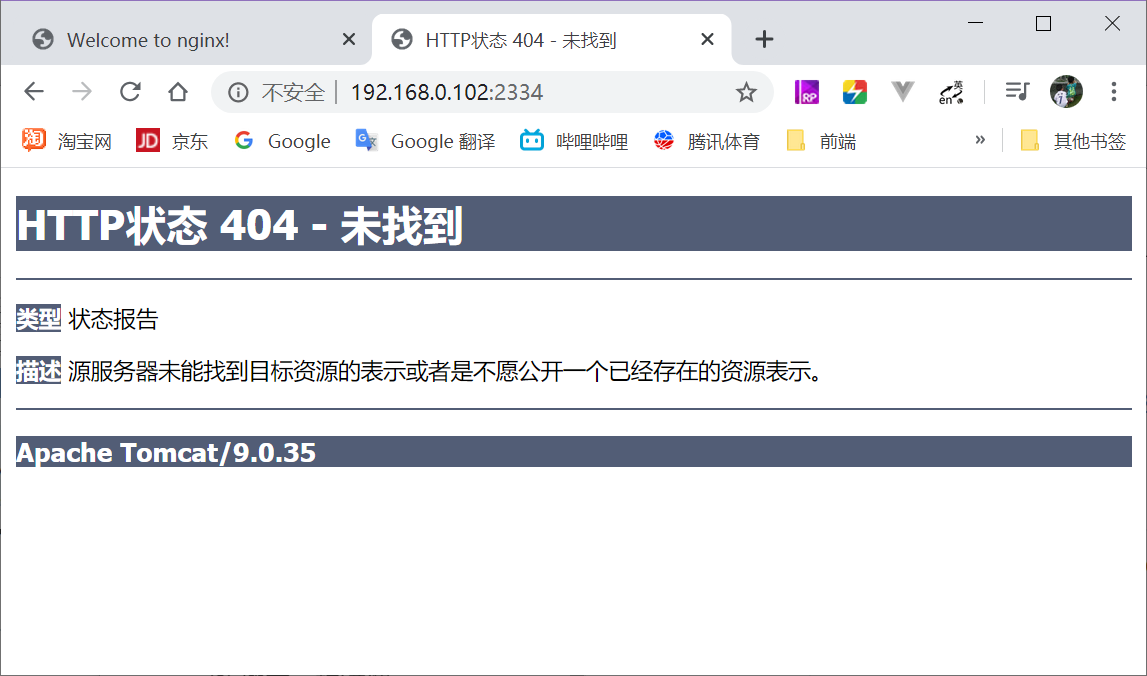 Welcome to nginx!
HTTP状态 404 - 未找到
不安全 192.168.0.102:2334
RP
英
en
淘
淘宝网
JD
京东
G
Google
Google 翻译
哔哩哔哩
腾讯体育
前端
»
其他书签
HTTP状态 404 - 未找到
类型 状态报告
描述 源服务器未能找到目标资源的表示或者是不愿公开一个已经存在的资源表示。
Apache Tomcat/9.0.35